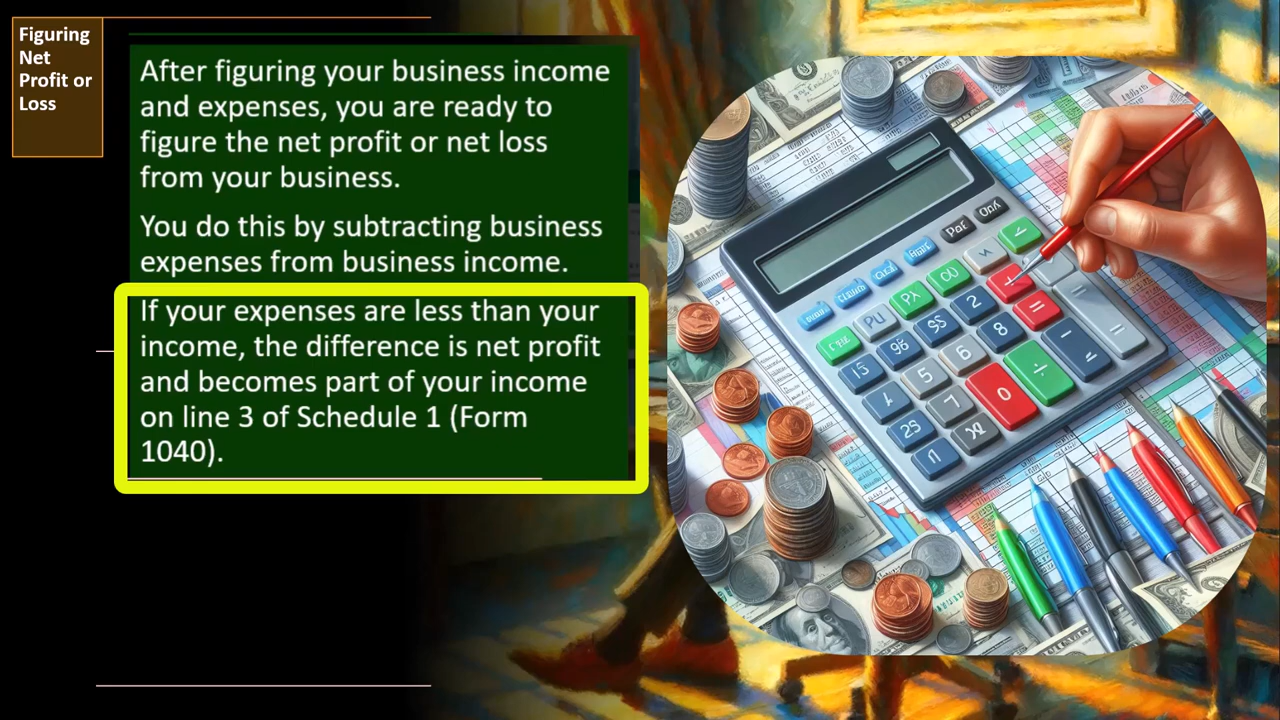 Figuring
Net
Profit or
Loss
After figuring your business income
and expenses, you are ready to
figure the net profit or net loss
from your business.
You do this by subtracting business
expenses from business income.
If your expenses are less than your
income, the difference is net profit
and becomes part of your income
on line 3 of Schedule 1 (Form
1040).